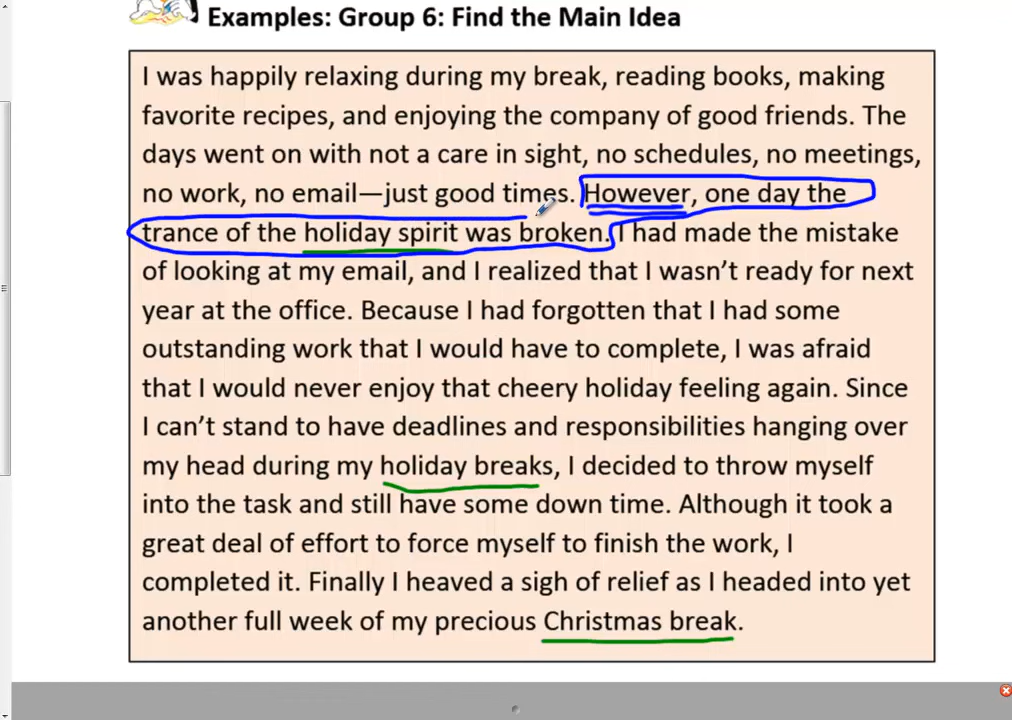 Examples: Group 6: Find the Main Idea
I was happily relaxing during my break, reading books, making
favorite recipes, and enjoying the company of good friends. The
days went on with not a care in sight, no schedules, no meetings,
no work, no email—just good times. However, one day the
trance of the holiday spirit was broken. I had made the mistake
of looking at my email, and I realized that I wasn't ready for next
year at the office. Because I had forgotten that I had some
outstanding work that I would have to complete, I was afraid
that I would never enjoy that cheery holiday feeling again. Since
I can't stand to have deadlines and responsibilities hanging over
my head during my holiday breaks, I decided to throw myself
into the task and still have some down time. Although it took a
great deal of effort to force myself to finish the work, I
completed it. Finally I heaved a sigh of relief as I headed into yet
another full week of my precious Christmas break.